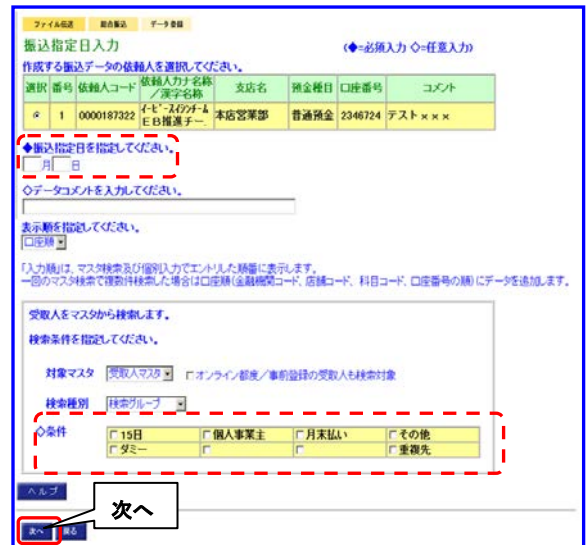 ファイル伝送 総合振込 データ登録
振込指定日入力 (◆=必須入力 ◇=任意入力)
作成する振込データの依頼人を選択してください。
選択 番号 依頼人コード 依頼人カナ名称／漢字名称 支店名 預金種目 口座番号 コメント
1 0000187322 イービースイシンチーム ＥＢ推進チー. 本店営業部 普通預金 2346724 テスト×××
◆振込指定日を指定してください。
月 日
◇データコメントを入力してください。
表示順を指定してください。
口座順
「入力順」は、マスタ検索及び個別入力でエントリした順番に表示します。
一回のマスタ検索で複数件検索した場合は口座順(金融機関コード、店舗コード、科目コード、口座番号の順)にデータを追加します。
受取人をマスタから検索します。
検索条件を指定してください。
対象マスタ 受取人マスタ オンライン都度／事前登録の受取人も検索対象
検索種別 検索グループ
◇条件 15日 個人事業主 月末払い その他
ダミー 重複先
ヘルプ
次へ
次へ 戻る